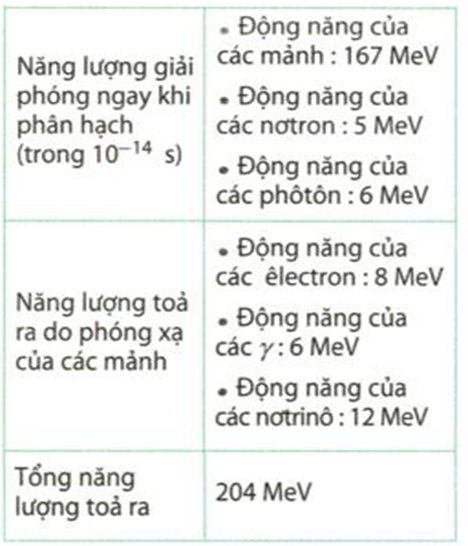 Năng lượng giải
phóng ngay khi
phân hạch
(trong 10⁻¹⁴ s)
• Động năng của
các mảnh : 167 MeV
• Động năng của
các nơtron : 5 MeV
• Động năng của
các phôtôn : 6 MeV
Năng lượng toả
ra do phóng xạ
của các mảnh
• Động năng của
các êlectron : 8 MeV
• Động năng của
các γ : 6 MeV
• Động năng của
các nơtrinô : 12 MeV
Tổng năng
lượng toả ra
204 MeV